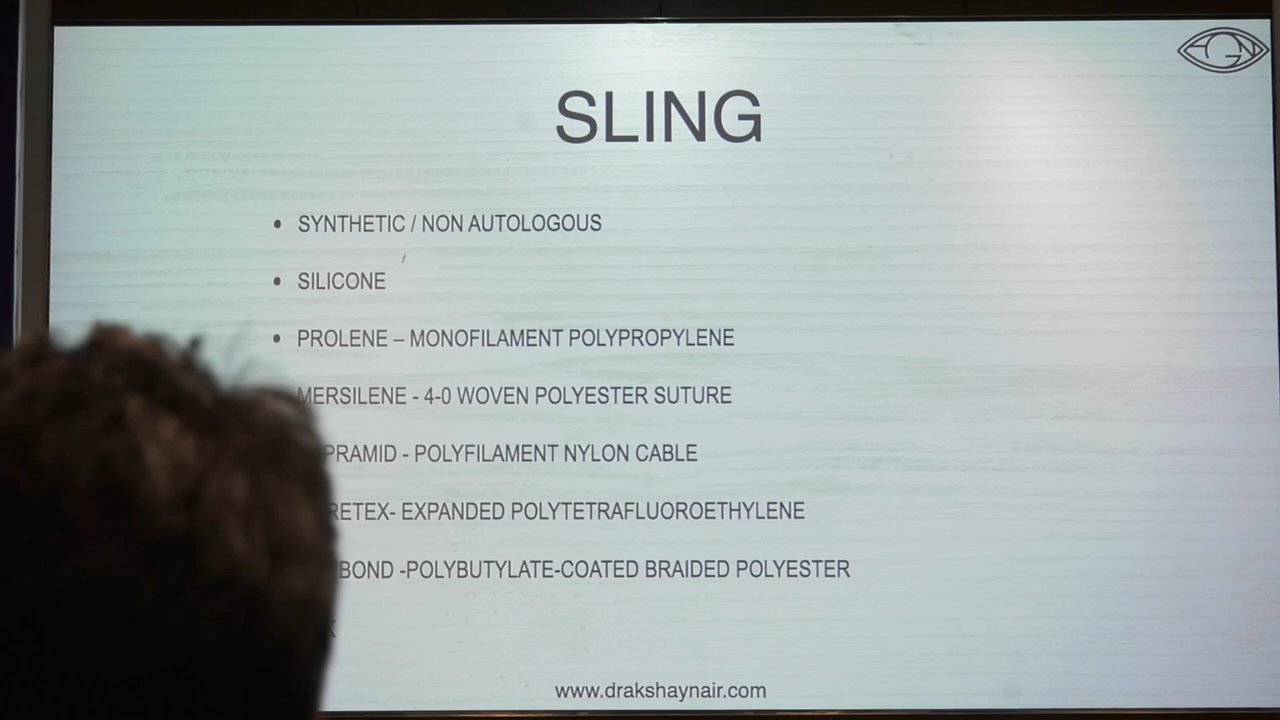 AGN
SLING
• SYNTHETIC / NON AUTOLOGOUS
• SILICONE
• PROLENE – MONOFILAMENT POLYPROPYLENE
MERSILENE - 4-0 WOVEN POLYESTER SUTURE
PRAMID - POLYFILAMENT NYLON CABLE
RETEX- EXPANDED POLYTETRAFLUOROETHYLENE
BOND -POLYBUTYLATE-COATED BRAIDED POLYESTER
www.drakshaynair.com